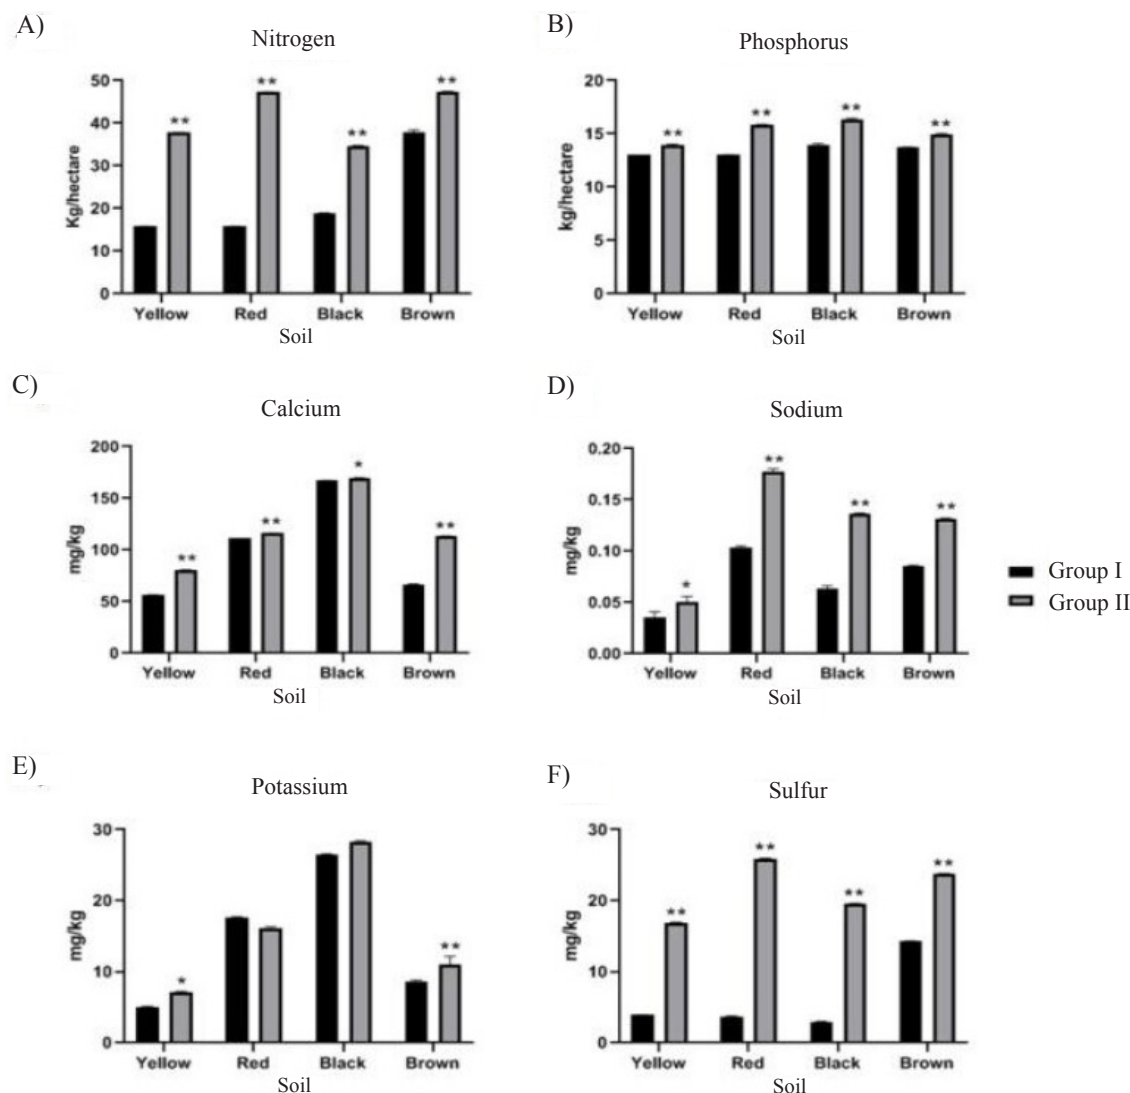 A)
Nitrogen
Kg/hectare
50
40
30
20
10
0
** ** ** **
Yellow Red Black Brown
Soil
B)
Phosphorus
kg/hectare
20
15
10
5
0
** ** ** **
Yellow Red Black Brown
Soil
C)
Calcium
mg/kg
200
150
100
50
0
** ** * **
Yellow Red Black Brown
Soil
D)
Sodium
mg/kg
0.20
0.15
0.10
0.05
0.00
* ** ** **
Yellow Red Black Brown
Soil
Group I
Group II
E)
Potassium
mg/kg
30
20
10
0
* **
Yellow Red Black Brown
Soil
F)
Sulfur
mg/kg
30
20
10
0
** ** ** **
Yellow Red Black Brown
Soil